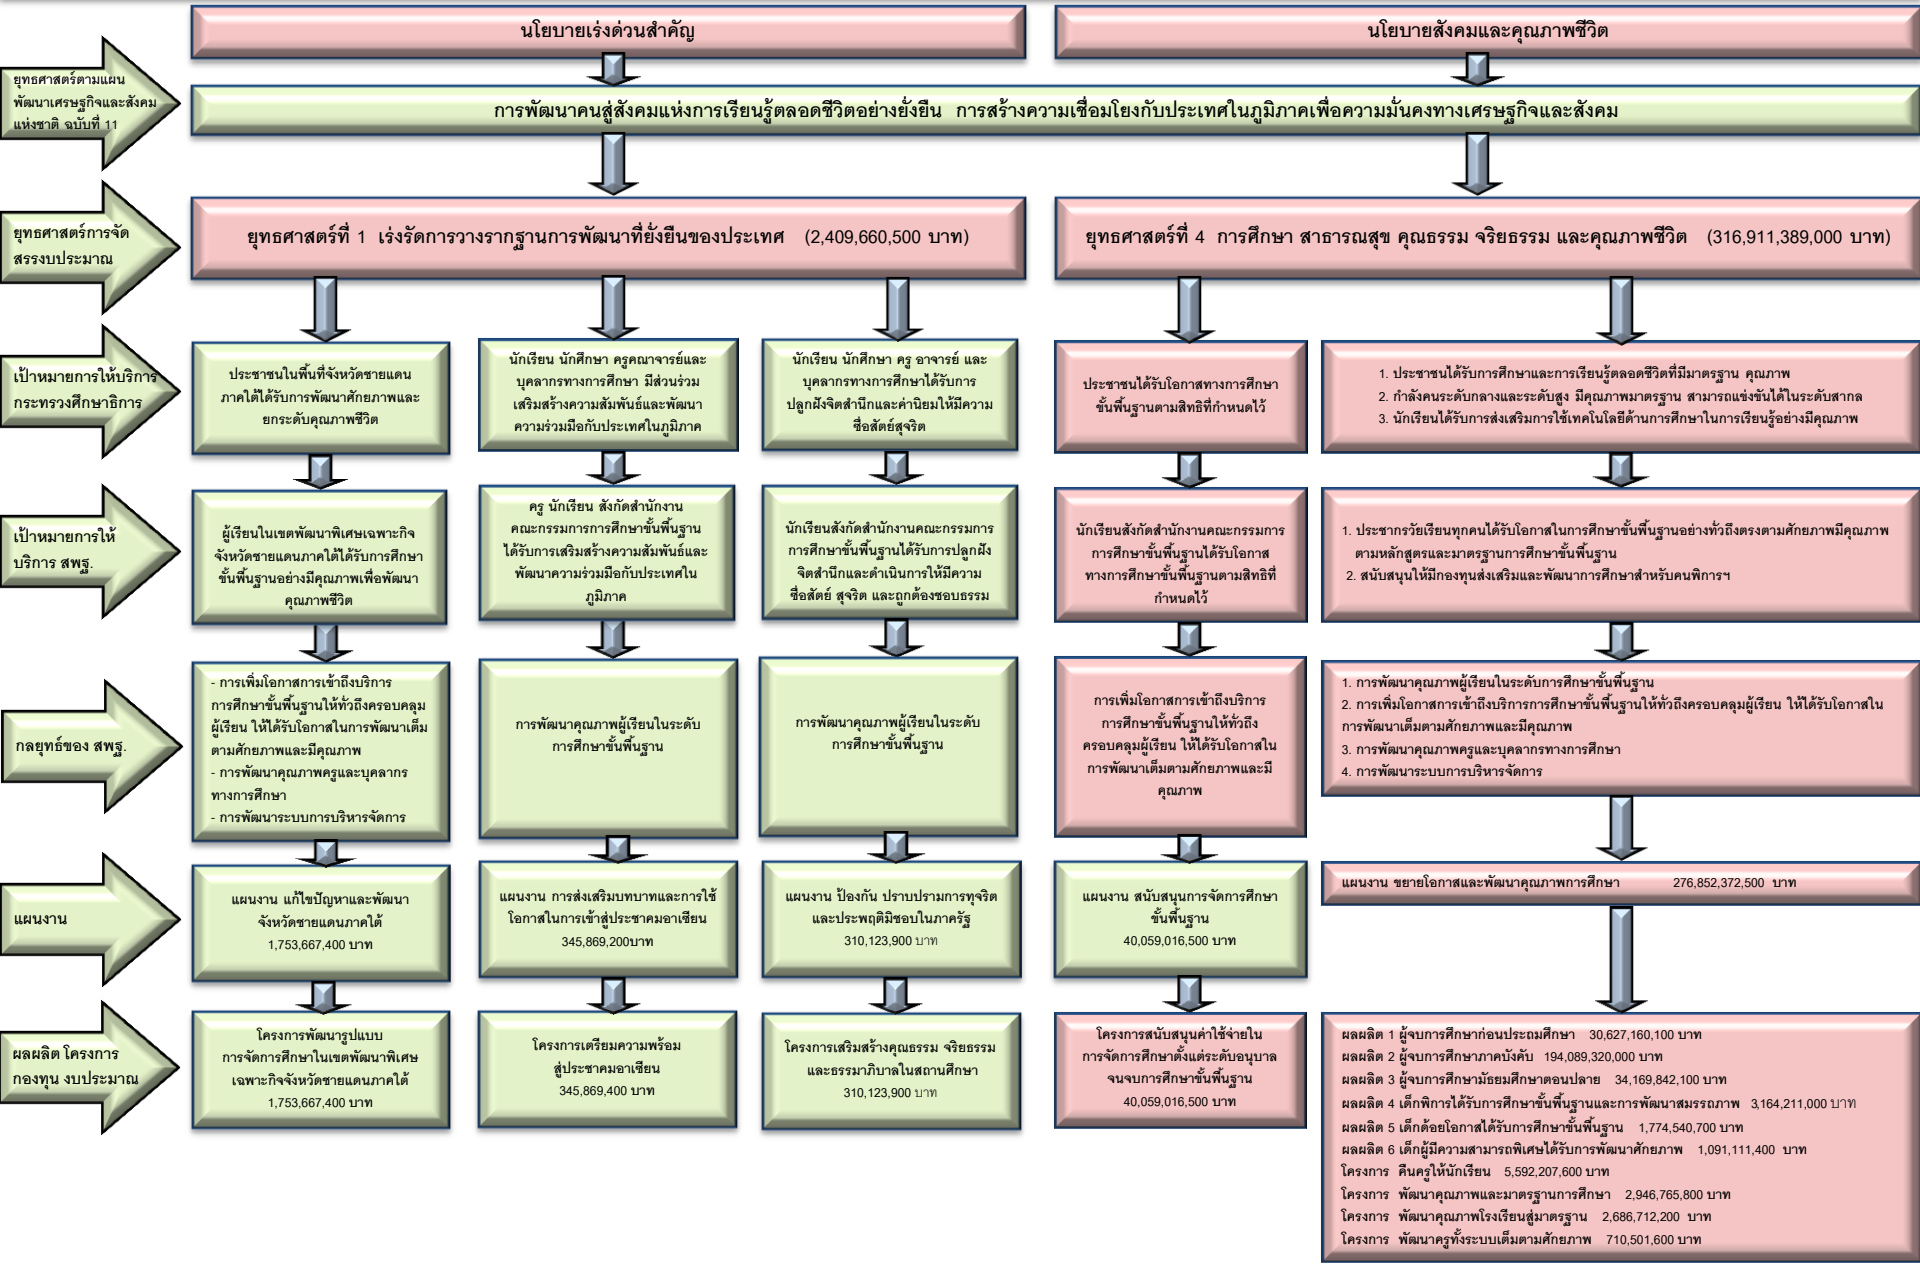 นโยบายเร่งด่วนสำคัญ
นโยบายสังคมและคุณภาพชีวิต
ยุทธศาสตร์ตามแผน
พัฒนาเศรษฐกิจและสังคม
แห่งชาติ ฉบับที่ 11
การพัฒนาคนสู่สังคมแห่งการเรียนรู้ตลอดชีวิตอย่างยั่งยืน การสร้างความเชื่อมโยงกับประเทศในภูมิภาคเพื่อความมั่นคงทางเศรษฐกิจและสังคม
ยุทธศาสตร์การจัด
สรรงบประมาณ
ยุทธศาสตร์ที่ 1 เร่งรัดการวางรากฐานการพัฒนาที่ยั่งยืนของประเทศ (2,409,660,500 บาท)
ยุทธศาสตร์ที่ 4 การศึกษา สาธารณสุข คุณธรรม จริยธรรม และคุณภาพชีวิต (316,911,389,000 บาท)
เป้าหมายการให้บริการ
กระทรวงศึกษาธิการ
ประชาชนในพื้นที่จังหวัดชายแดน
ภาคใต้ได้รับการพัฒนาศักยภาพและ
ยกระดับคุณภาพชีวิต
นักเรียน นักศึกษา ครูคณาจารย์และ
บุคลากรทางการศึกษา มีส่วนร่วม
เสริมสร้างความสัมพันธ์และพัฒนา
ความร่วมมือกับประเทศในภูมิภาค
นักเรียน นักศึกษา ครู อาจารย์ และ
บุคลากรทางการศึกษาได้รับการ
ปลูกฝังจิตสำนึกและค่านิยมให้มีความ
ซื่อสัตย์สุจริต
ประชาชนได้รับโอกาสทางการศึกษา
ขั้นพื้นฐานตามสิทธิที่กำหนดไว้
1. ประชาชนได้รับการศึกษาและการเรียนรู้ตลอดชีวิตที่มีมาตรฐาน คุณภาพ
2. กำลังคนระดับกลางและระดับสูง มีคุณภาพมาตรฐาน สามารถแข่งขันได้ในระดับสากล
3. นักเรียนได้รับการส่งเสริมการใช้เทคโนโลยีด้านการศึกษาในการเรียนรู้อย่างมีคุณภาพ
เป้าหมายการให้
บริการ สพฐ.
ผู้เรียนในเขตพัฒนาพิเศษเฉพาะกิจ
จังหวัดชายแดนภาคใต้ได้รับการศึกษา
ขั้นพื้นฐานอย่างมีคุณภาพเพื่อพัฒนา
คุณภาพชีวิต
ครู นักเรียน สังกัดสำนักงาน
คณะกรรมการการศึกษาขั้นพื้นฐาน
ได้รับการเสริมสร้างความสัมพันธ์และ
พัฒนาความร่วมมือกับประเทศใน
ภูมิภาค
นักเรียนสังกัดสำนักงานคณะกรรมการ
การศึกษาขั้นพื้นฐานได้รับการปลูกฝัง
จิตสำนึกและดำเนินการให้มีความ
ซื่อสัตย์ สุจริต และถูกต้องชอบธรรม
นักเรียนสังกัดสำนักงานคณะกรรมการ
การศึกษาขั้นพื้นฐานได้รับโอกาส
ทางการศึกษาขั้นพื้นฐานตามสิทธิที่
กำหนดไว้
1. ประชากรวัยเรียนทุกคนได้รับโอกาสในการศึกษาขั้นพื้นฐานอย่างทั่วถึงตรงตามศักยภาพมีคุณภาพ
ตามหลักสูตรและมาตรฐานการศึกษาขั้นพื้นฐาน
2. สนับสนุนให้มีกองทุนส่งเสริมและพัฒนาการศึกษาสำหรับคนพิการฯ
กลยุทธ์ของ สพฐ.
- การเพิ่มโอกาสการเข้าถึงบริการ
การศึกษาขั้นพื้นฐานให้ทั่วถึงครอบคลุม
ผู้เรียน ให้ได้รับโอกาสในการพัฒนาเต็ม
ตามศักยภาพและมีคุณภาพ
- การพัฒนาคุณภาพครูและบุคลากร
ทางการศึกษา
- การพัฒนาระบบการบริหารจัดการ
การพัฒนาคุณภาพผู้เรียนในระดับ
การศึกษาขั้นพื้นฐาน
การพัฒนาคุณภาพผู้เรียนในระดับ
การศึกษาขั้นพื้นฐาน
การเพิ่มโอกาสการเข้าถึงบริการ
การศึกษาขั้นพื้นฐานให้ทั่วถึง
ครอบคลุมผู้เรียน ให้ได้รับโอกาสใน
การพัฒนาเต็มตามศักยภาพและมี
คุณภาพ
1. การพัฒนาคุณภาพผู้เรียนในระดับการศึกษาขั้นพื้นฐาน
2. การเพิ่มโอกาสการเข้าถึงบริการการศึกษาขั้นพื้นฐานให้ทั่วถึงครอบคลุมผู้เรียน ให้ได้รับโอกาสใน
การพัฒนาเต็มตามศักยภาพและมีคุณภาพ
3. การพัฒนาคุณภาพครูและบุคลากรทางการศึกษา
4. การพัฒนาระบบการบริหารจัดการ
แผนงาน
แผนงาน แก้ไขปัญหาและพัฒนา
จังหวัดชายแดนภาคใต้
1,753,667,400 บาท
แผนงาน การส่งเสริมบทบาทและการใช้
โอกาสในการเข้าสู่ประชาคมอาเซียน
345,869,200บาท
แผนงาน ป้องกัน ปราบปรามการทุจริต
และประพฤติมิชอบในภาครัฐ
310,123,900 บาท
แผนงาน สนับสนุนการจัดการศึกษา
ขั้นพื้นฐาน
40,059,016,500 บาท
แผนงาน ขยายโอกาสและพัฒนาคุณภาพการศึกษา 276,852,372,500 บาท
ผลผลิต โครงการ
กองทุน งบประมาณ
โครงการพัฒนารูปแบบ
การจัดการศึกษาในเขตพัฒนาพิเศษ
เฉพาะกิจจังหวัดชายแดนภาคใต้
1,753,667,400 บาท
โครงการเตรียมความพร้อม
สู่ประชาคมอาเซียน
345,869,400 บาท
โครงการเสริมสร้างคุณธรรม จริยธรรม
และธรรมาภิบาลในสถานศึกษา
310,123,900 บาท
โครงการสนับสนุนค่าใช้จ่ายใน
การจัดการศึกษาตั้งแต่ระดับอนุบาล
จนจบการศึกษาขั้นพื้นฐาน
40,059,016,500 บาท
ผลผลิต 1 ผู้จบการศึกษาก่อนประถมศึกษา 30,627,160,100 บาท
ผลผลิต 2 ผู้จบการศึกษาภาคบังคับ 194,089,320,000 บาท
ผลผลิต 3 ผู้จบการศึกษามัธยมศึกษาตอนปลาย 34,169,842,100 บาท
ผลผลิต 4 เด็กพิการได้รับการศึกษาขั้นพื้นฐานและการพัฒนาสมรรถภาพ 3,164,211,000 บาท
ผลผลิต 5 เด็กด้อยโอกาสได้รับการศึกษาขั้นพื้นฐาน 1,774,540,700 บาท
ผลผลิต 6 เด็กผู้มีความสามารถพิเศษได้รับการพัฒนาศักยภาพ 1,091,111,400 บาท
โครงการ คืนครูให้นักเรียน 5,592,207,600 บาท
โครงการ พัฒนาคุณภาพและมาตรฐานการศึกษา 2,946,765,800 บาท
โครงการ พัฒนาคุณภาพโรงเรียนสู่มาตรฐาน 2,686,712,200 บาท
โครงการ พัฒนาครูทั้งระบบเต็มตามศักยภาพ 710,501,600 บาท